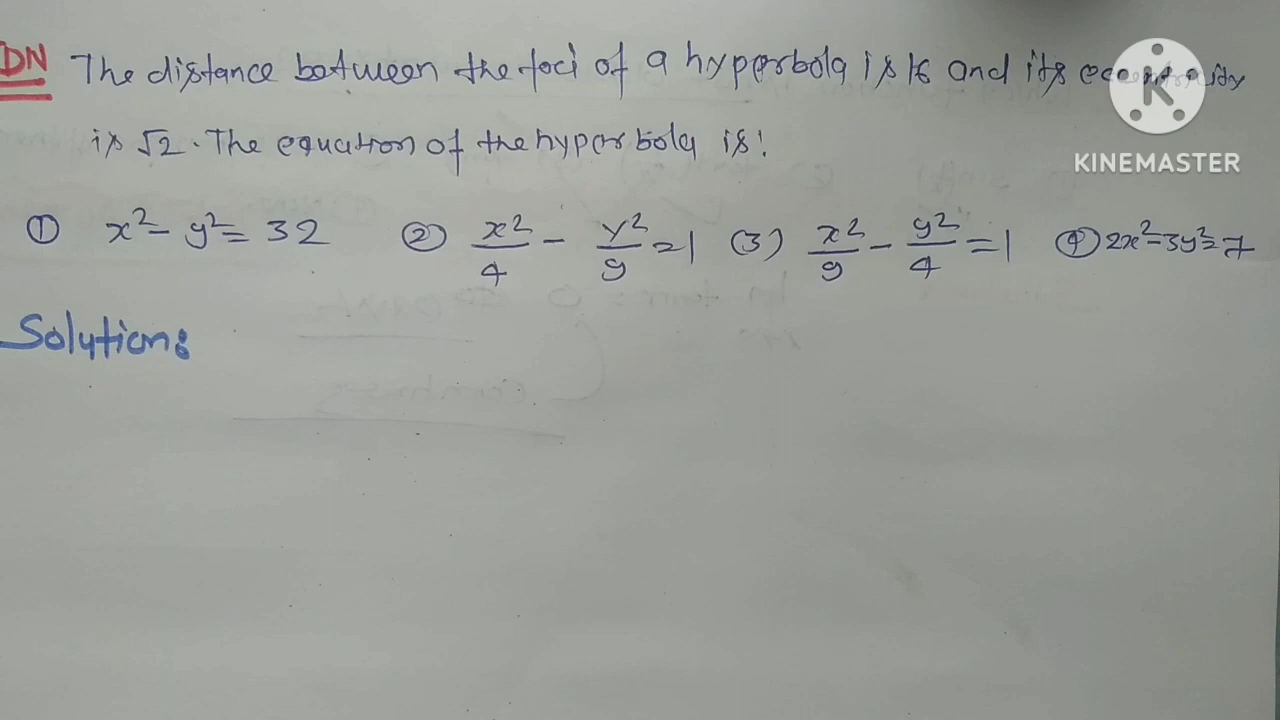 DN The distance between the foci of a hyperbola is 16 and its eccentricity
is √2. The equation of the hyperbola is:
① x² - y² = 32 ② x²/4 - y²/9 = 1 (3) x²/9 - y²/4 = 1 ④ 2x² - 3y² = 7
Solution:
K
KINEMASTER